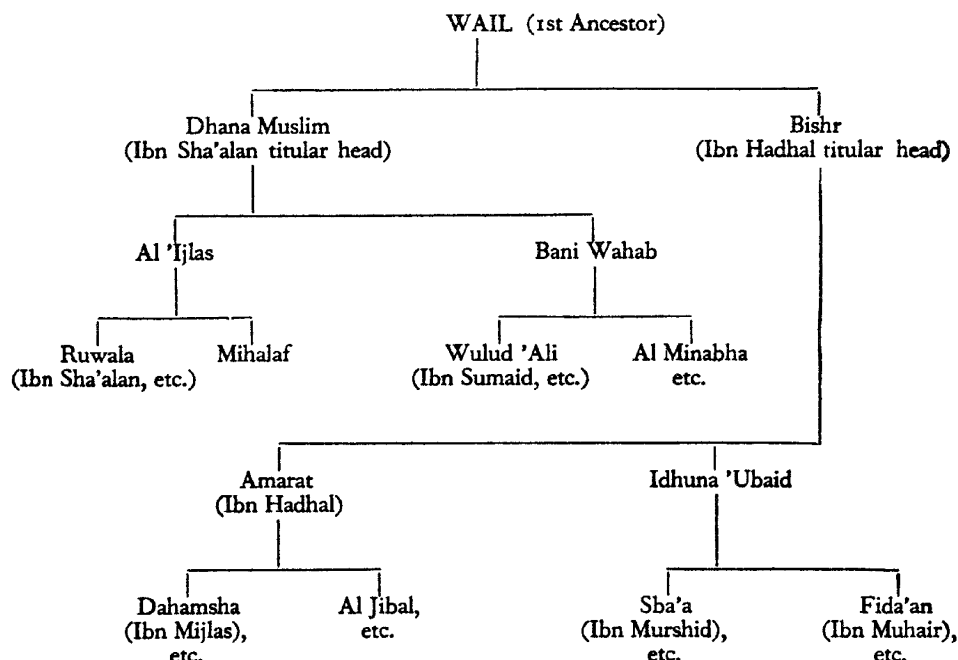 WAIL (1st Ancestor)
Dhana Muslim
(Ibn Sha'alan titular head)
Bishr
(Ibn Hadhal titular head)
Al 'Ijlas
Bani Wahab
Ruwala
(Ibn Sha'alan, etc.)
Mihalaf
Wulud 'Ali
(Ibn Sumaid, etc.)
Al Minabha
etc.
Amarat
(Ibn Hadhal)
Idhuna 'Ubaid
Dahamsha
(Ibn Mijlas),
etc.
Al Jibal,
etc.
Sba'a
(Ibn Murshid),
etc.
Fida'an
(Ibn Muhair),
etc.